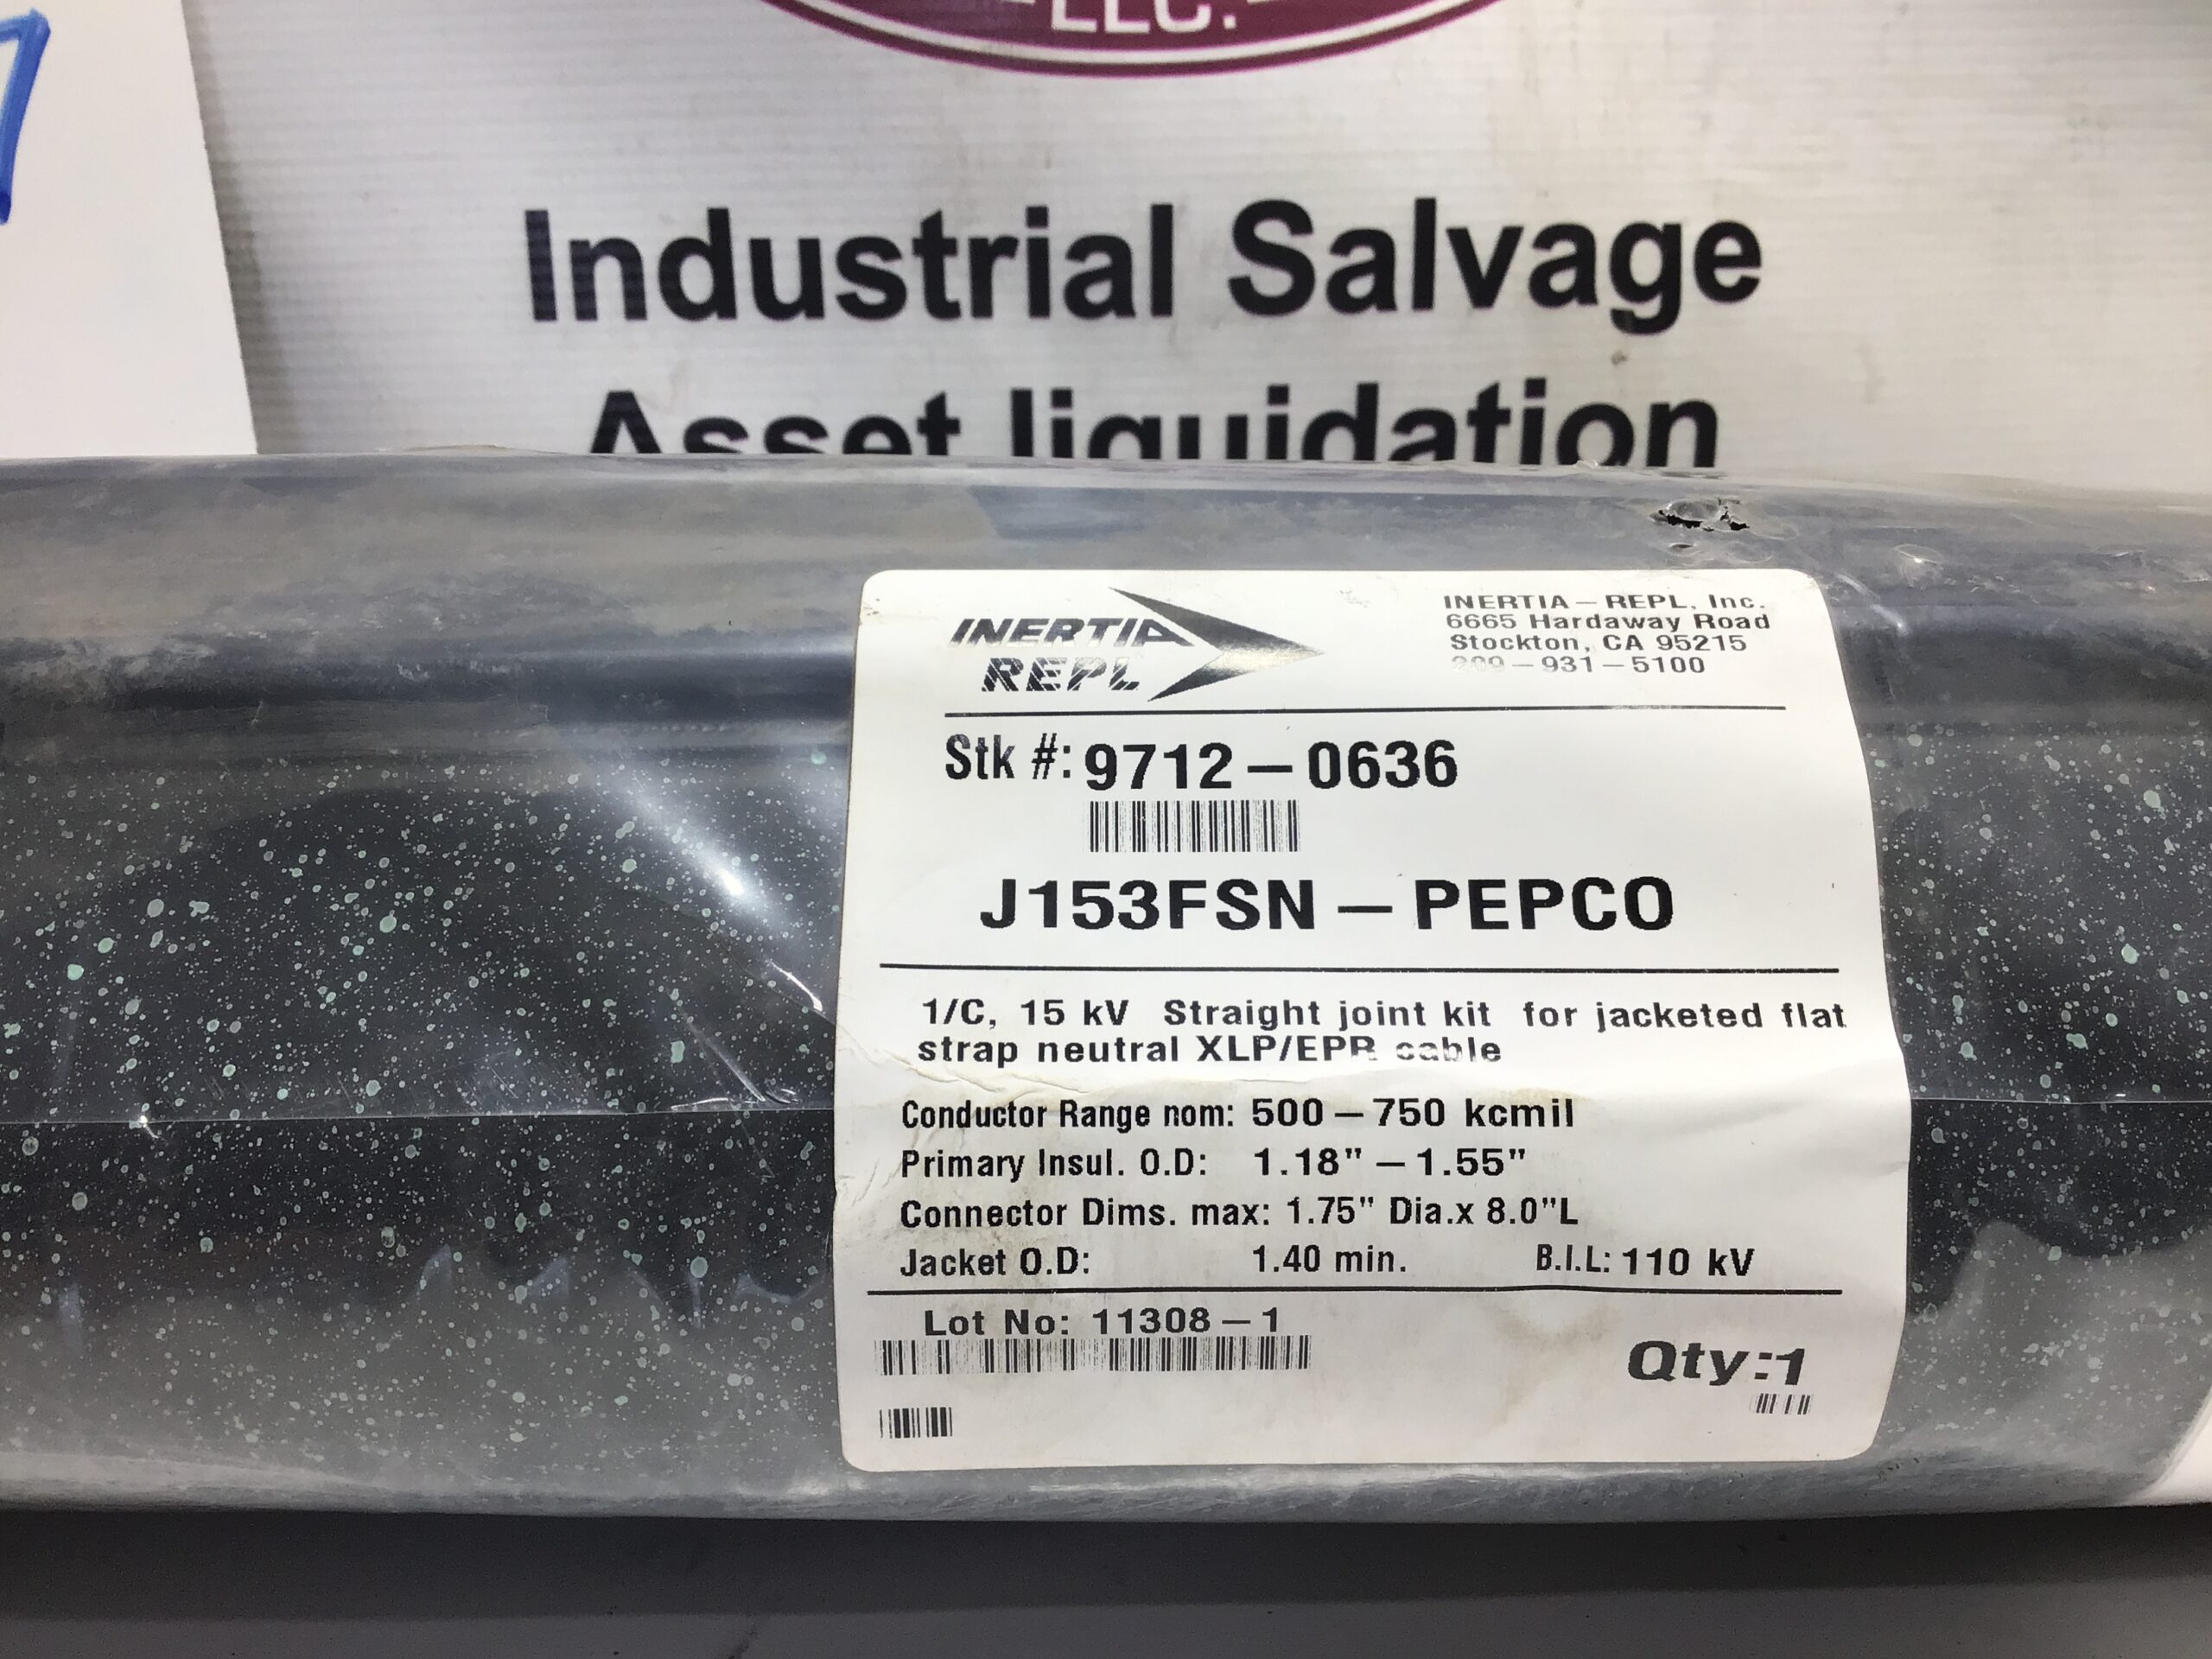 LLC.
Industrial Salvage
Asset liquidation
INERTIA
REPL
INERTIA – REPL, Inc.
6665 Hardaway Road
Stockton, CA 95215
209 – 931 – 5100
Stk #: 9712 – 0636
J153FSN – PEPCO
1/C, 15 kV Straight joint kit for jacketed flat
strap neutral XLP/EPR cable
Conductor Range nom: 500 – 750 kcmil
Primary Insul. O.D: 1.18" – 1.55"
Connector Dims. max: 1.75" Dia.x 8.0"L
Jacket O.D: 1.40 min. B.I.L: 110 kV
Lot No: 11308 – 1
Qty:1